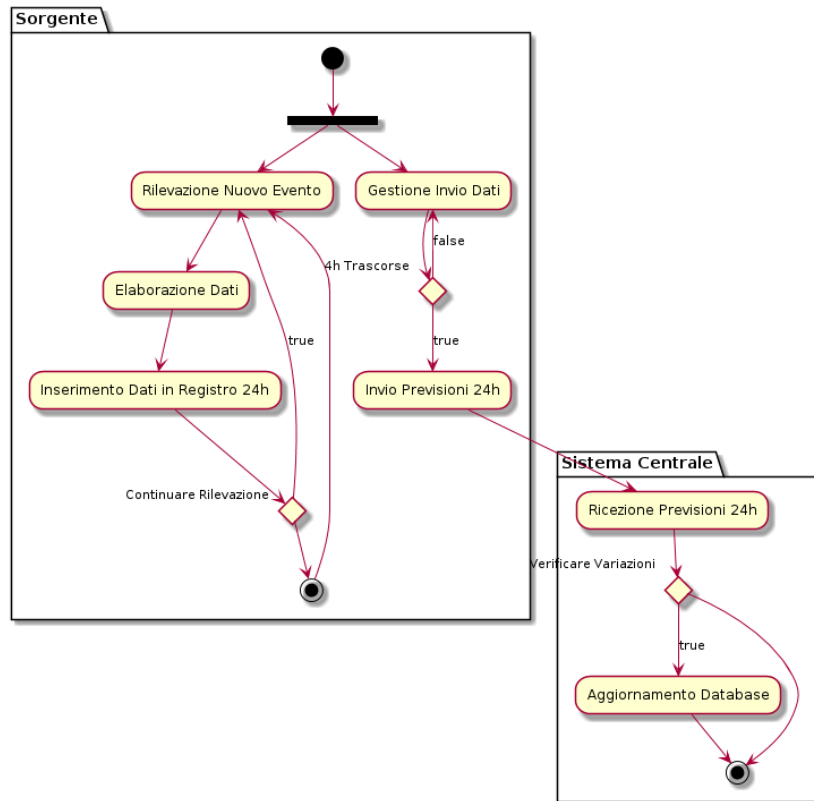 Sorgente
Rilevazione Nuovo Evento
Gestione Invio Dati
false
4h Trascorse
Elaborazione Dati
true
true
Inserimento Dati in Registro 24h
Invio Previsioni 24h
Sistema Centrale
Continuare Rilevazione
Ricezione Previsioni 24h
Verificare Variazioni
true
Aggiornamento Database